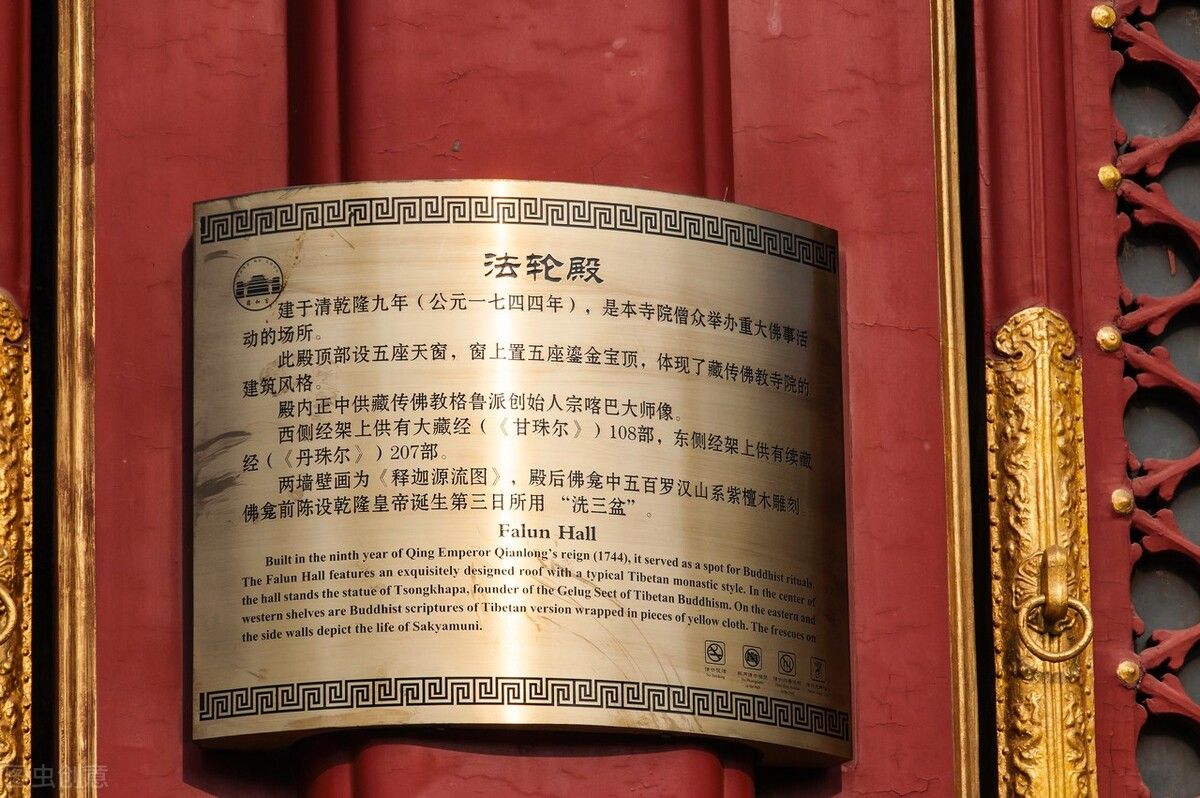 法轮殿
建于清乾隆九年（公元一七四四年），是本寺院僧众举办重大佛事活
动的场所。
此殿顶部设五座天窗，窗上置五座鎏金宝顶，体现了藏传佛教寺院的
建筑风格。
殿内正中供藏传佛教格鲁派创始人宗喀巴大师像。
西侧经架上供有大藏经（《甘珠尔》）108部，东侧经架上供有续藏
经（《丹珠尔》）207部。
两墙壁画为《释迦源流图》，殿后佛龛中五百罗汉山系紫檀木雕刻
佛龛前陈设乾隆皇帝诞生第三日所用“洗三盆”。
Falun Hall
Built in the ninth year of Qing Emperor Qianlong's reign (1744), it served as a spot for Buddhist rituals.
The Falun Hall features an exquisitely designed roof with a typical Tibetan monastic style. In the center of
the hall stands the statue of Tsongkhapa, founder of the Gelug Sect of Tibetan Buddhism. On the eastern and
western shelves are Buddhist scriptures of Tibetan version wrapped in pieces of yellow cloth. The frescoes on
the side walls depict the life of Sakyamuni.
图虫创意